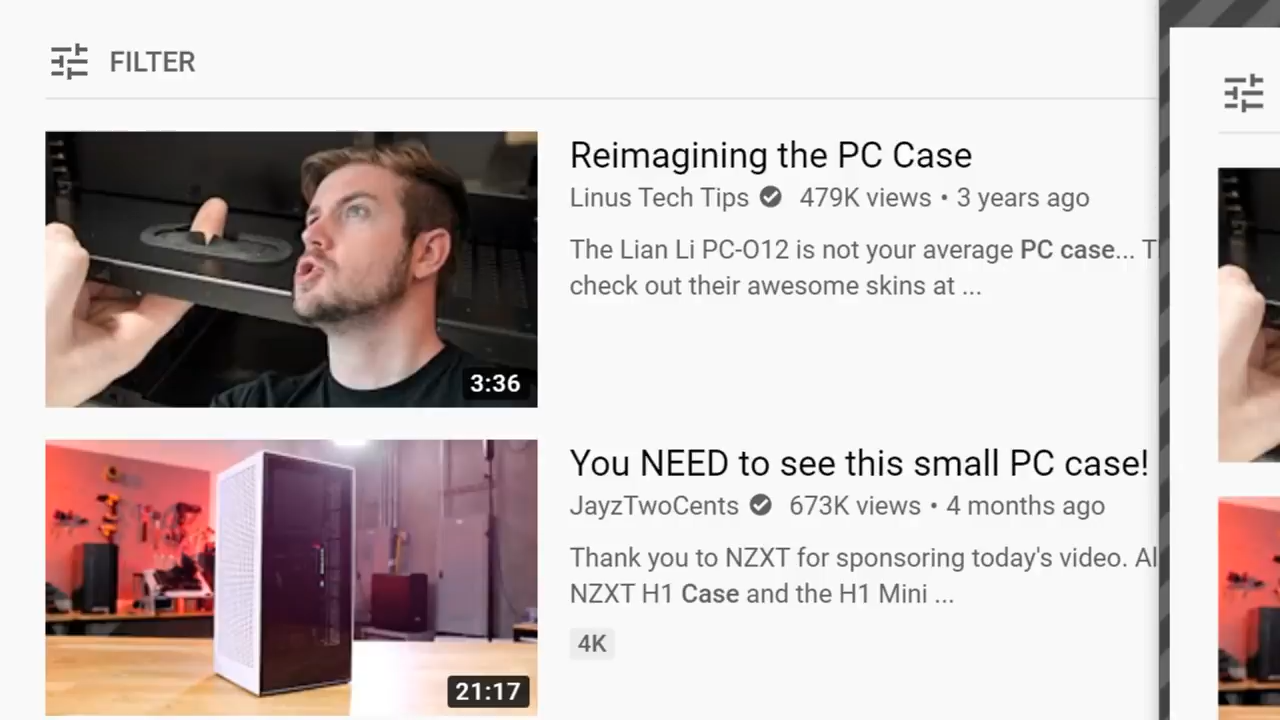 FILTER
3:36
Reimagining the PC Case
Linus Tech Tips 479K views • 3 years ago
The Lian Li PC-O12 is not your average PC case... T
check out their awesome skins at ...
21:17
You NEED to see this small PC case!
JayzTwoCents 673K views • 4 months ago
Thank you to NZXT for sponsoring today's video. Al
NZXT H1 Case and the H1 Mini ...
4K